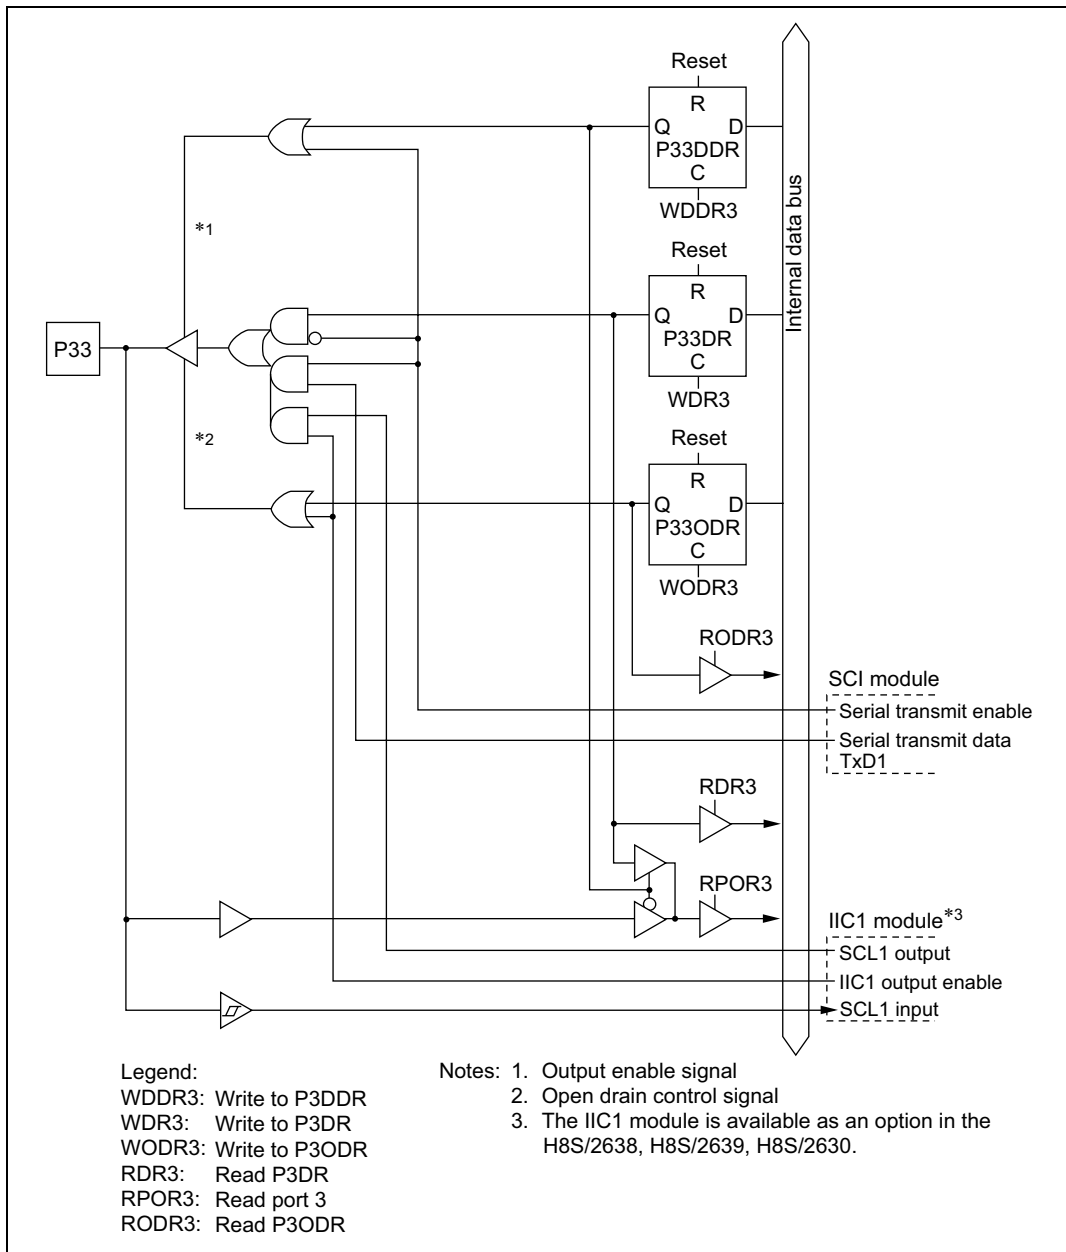 Reset
R
Q D
P33DDR
C
WDDR3
*1
Reset
R
Q D
P33DR
C
WDR3
P33
Internal data bus
*2
Reset
R
Q D
P33ODR
C
WODR3
RODR3
SCI module
Serial transmit enable
Serial transmit data
TxD1
RDR3
RPOR3
IIC1 module*3
SCL1 output
IIC1 output enable
SCL1 input
Legend:
WDDR3: Write to P3DDR
WDR3: Write to P3DR
WODR3: Write to P3ODR
RDR3: Read P3DR
RPOR3: Read port 3
RODR3: Read P3ODR
Notes: 1. Output enable signal
2. Open drain control signal
3. The IIC1 module is available as an option in the
H8S/2638, H8S/2639, H8S/2630.